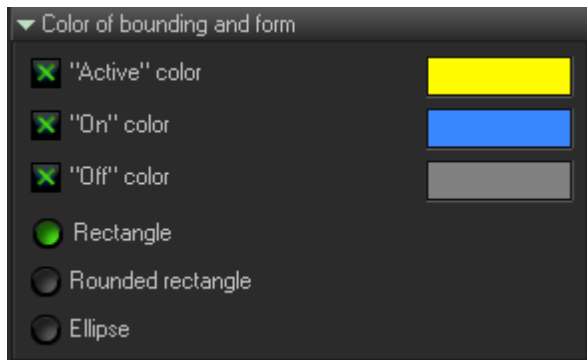 Color of bounding and form
"Active" color
"On" color
"Off" color
Rectangle
Rounded rectangle
Ellipse